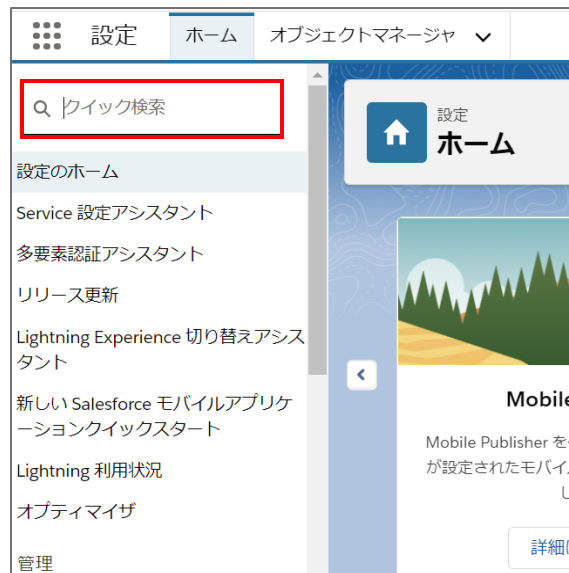 設定
ホーム
オブジェクトマネージャ
クイック検索
設定のホーム
Service 設定アシスタント
多要素認証アシスタント
リリース更新
Lightning Experience 切り替えアシス
タント
新しい Salesforce モバイルアプリケ
ーションクイックスタート
Lightning 利用状況
オプティマイザ
管理
設定
ホーム
Mobile
Mobile Publisher を
が設定されたモバイ
し
詳細